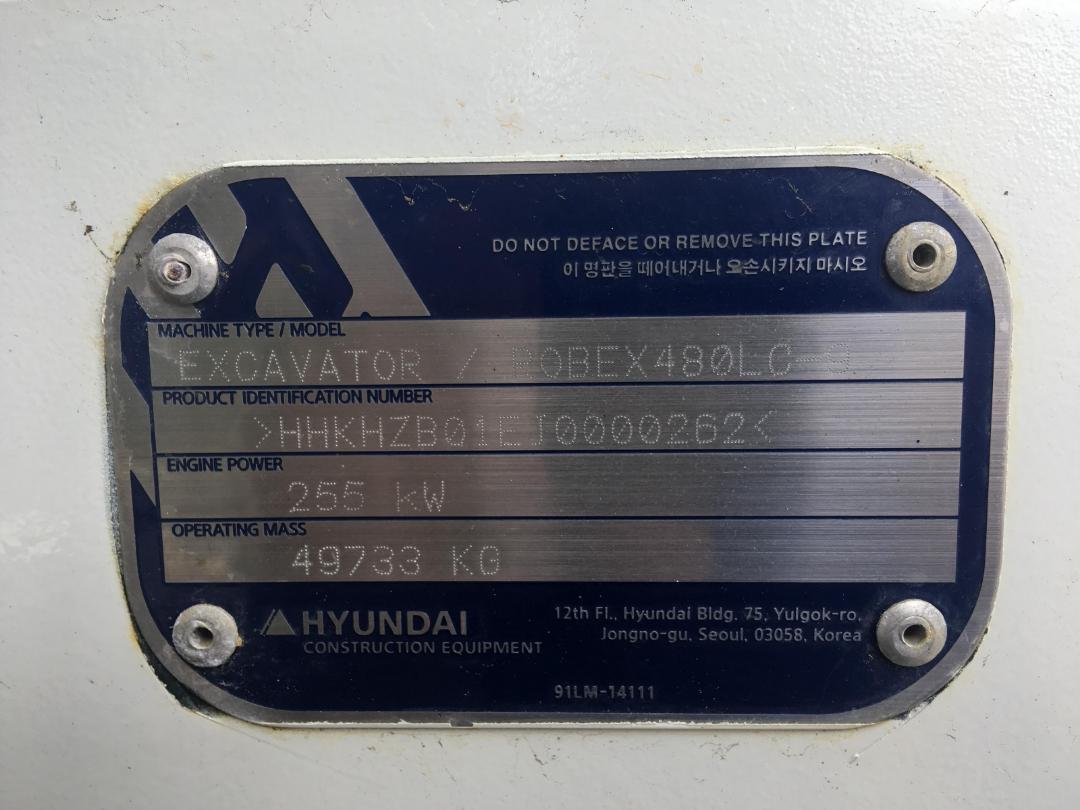 DO NOT DEFACE OR REMOVE THIS PLATE
이 명판을 떼어내거나 오손시키지 마시오
MACHINE TYPE / MODEL
EXCAVATOR / ROBEX480LC-9
PRODUCT IDENTIFICATION NUMBER
>HHKHZB01EJ0000262<
ENGINE POWER
255 kW
OPERATING MASS
49733 KG
HYUNDAI
CONSTRUCTION EQUIPMENT
12th Fl., Hyundai Bldg. 75, Yulgok-ro,
Jongno-gu, Seoul, 03058, Korea
91LM-14111